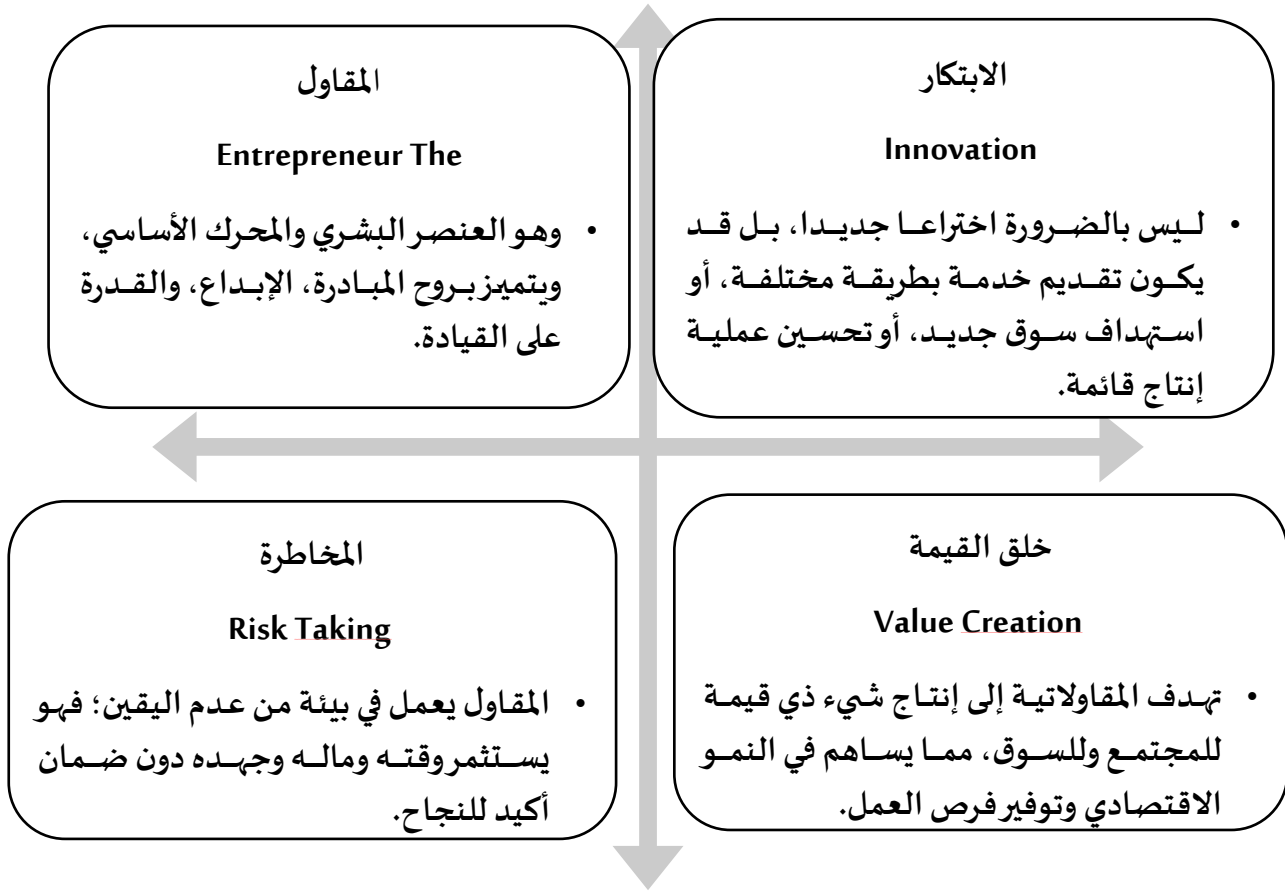 الابتكار
Innovation
• ليس بالضرورة اختراعا جديدا، بل قد
يكون تقديم خدمة بطريقة مختلفة، أو
استهداف سوق جديد، أو تحسين عملية
إنتاج قائمة.
المقاول
Entrepreneur The
• وهو العنصر البشري والمحرك الأساسي،
ويتميز بروح المبادرة، الإبداع، والقدرة
على القيادة.
خلق القيمة
Value Creation
• تهدف المقاولاتية إلى إنتاج شيء ذي قيمة
للمجتمع وللسوق، مما يساهم في النمو
الاقتصادي وتوفير فرص العمل.
المخاطرة
Risk Taking
• المقاول يعمل في بيئة من عدم اليقين؛ فهو
يستثمر وقته وماله وجهده دون ضمان
أكيد للنجاح.